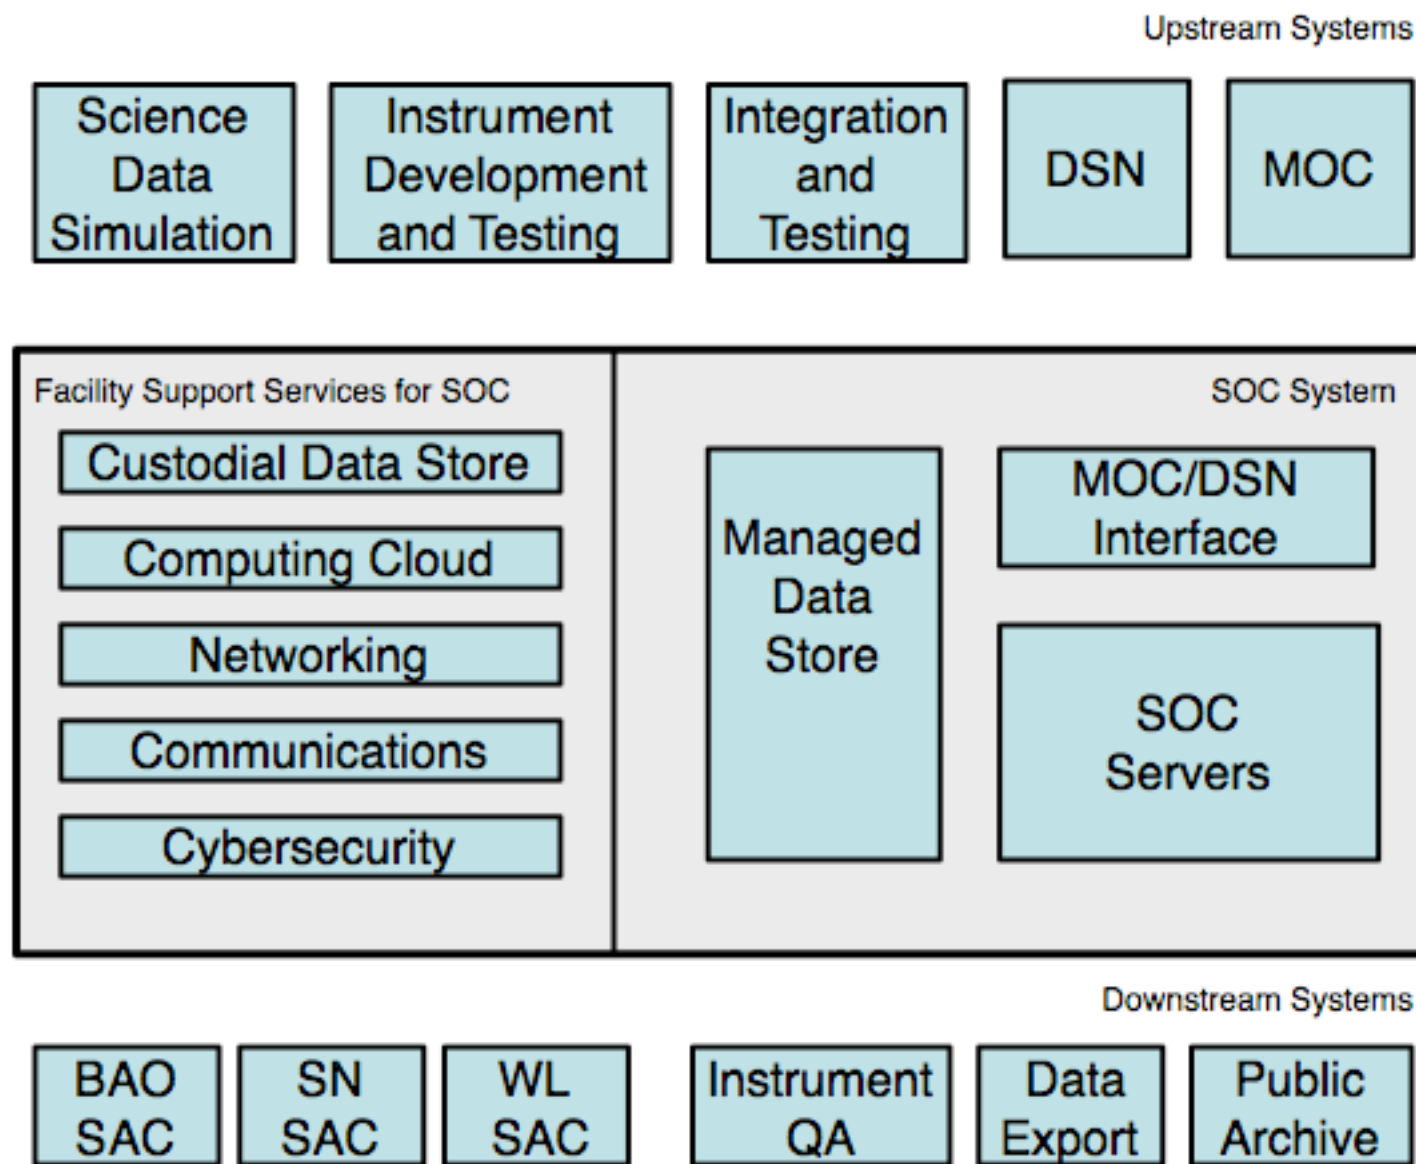 Upstream Systems
Science
Data
Simulation
Instrument
Development
and Testing
Integration
and
Testing
DSN
MOC
Facility Support Services for SOC
Custodial Data Store
Computing Cloud
Networking
Communications
Cybersecurity
SOC System
Managed
Data
Store
MOC/DSN
Interface
SOC
Servers
Downstream Systems
BAO
SAC
SN
SAC
WL
SAC
Instrument
QA
Data
Export
Public
Archive